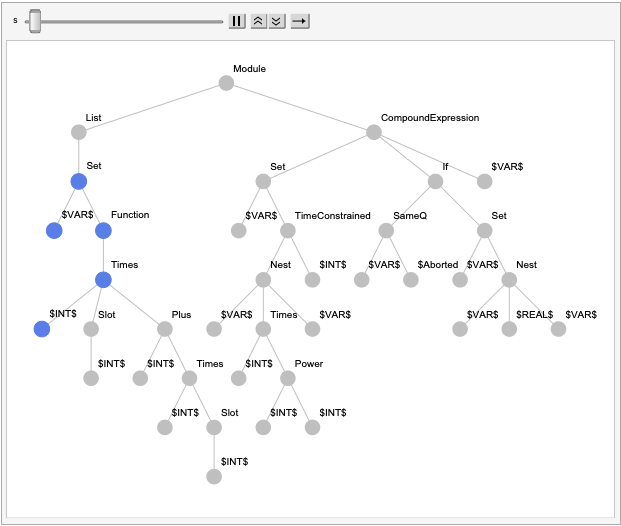 s
Module
List
CompoundExpression
Set
Set
If
$VAR$
$VAR$
Function
$VAR$
TimeConstrained
SameQ
Set
Times
Nest
$INT$
$VAR$
$Aborted
$VAR$
Nest
$INT$
Slot
Plus
$VAR$
Times
$VAR$
$VAR$
$REAL$
$VAR$
$INT$
$INT$
Times
$INT$
Power
$INT$
Slot
$INT$
$INT$
$INT$